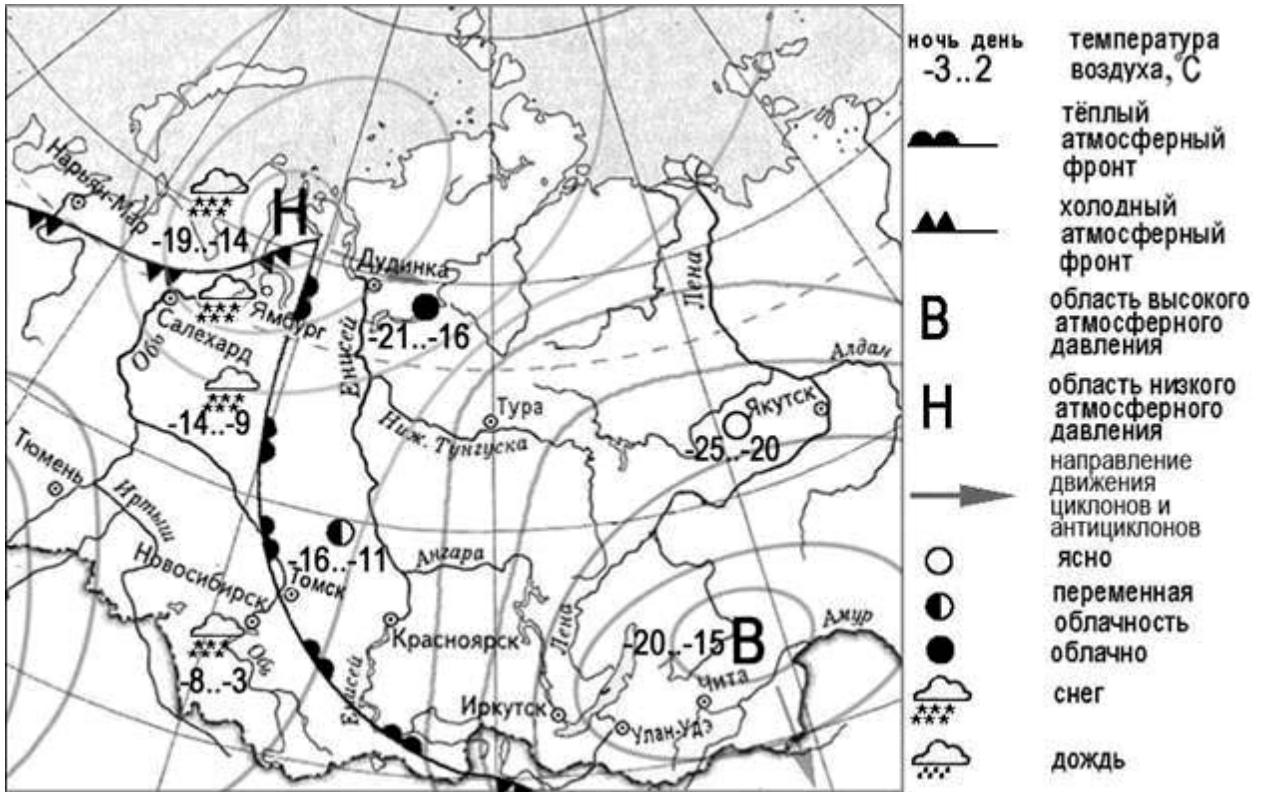 Нарьян-Мар
-19..-14
Н
Дудинка
Ямбург
Салехард
Обь
-21..-16
Енисей
Лена
Алдан
-14..-9
Тура
Ниж. Тунгуска
Якутск
-25..-20
Тюмень
Иртыш
-16..-11
Ангара
Новосибирск
Томск
Красноярск
Лена
Амур
-20..-15 В
Обь
-8..-3
Енисей
Чита
Иркутск
Улан-Удэ
ночь день
-3..2
температура
воздуха,°С
тёплый
атмосферный
фронт
холодный
атмосферный
фронт
В
область высокого
атмосферного
давления
Н
область низкого
атмосферного
давления
направление
движения
циклонов и
антициклонов
ясно
переменная
облачность
облачно
снег
дождь